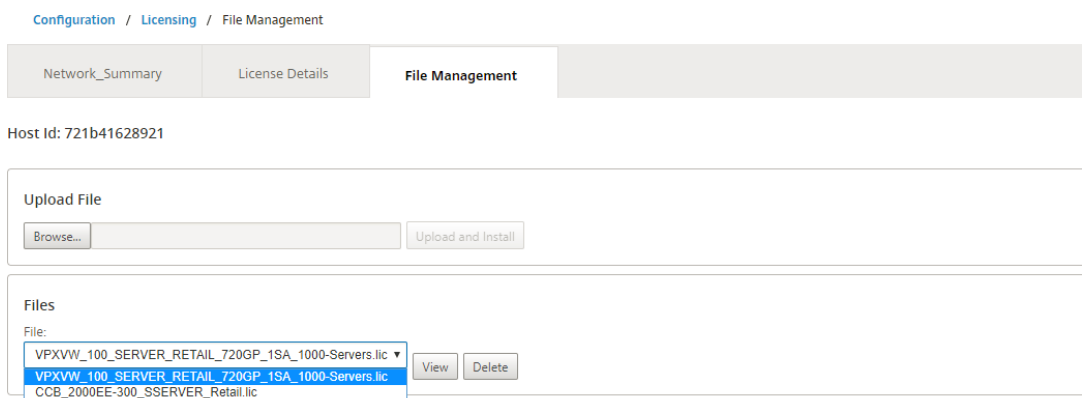 Configuration / Licensing / File Management
Network_Summary License Details File Management
Host Id: 721b41628921
Upload File
Browse... Upload and Install
Files
File:
VPXVW_100_SERVER_RETAIL_720GP_1SA_1000-Servers.lic View Delete
VPXVW_100_SERVER_RETAIL_720GP_1SA_1000-Servers.lic
CCB_2000EE-300_SSERVER_Retail.lic